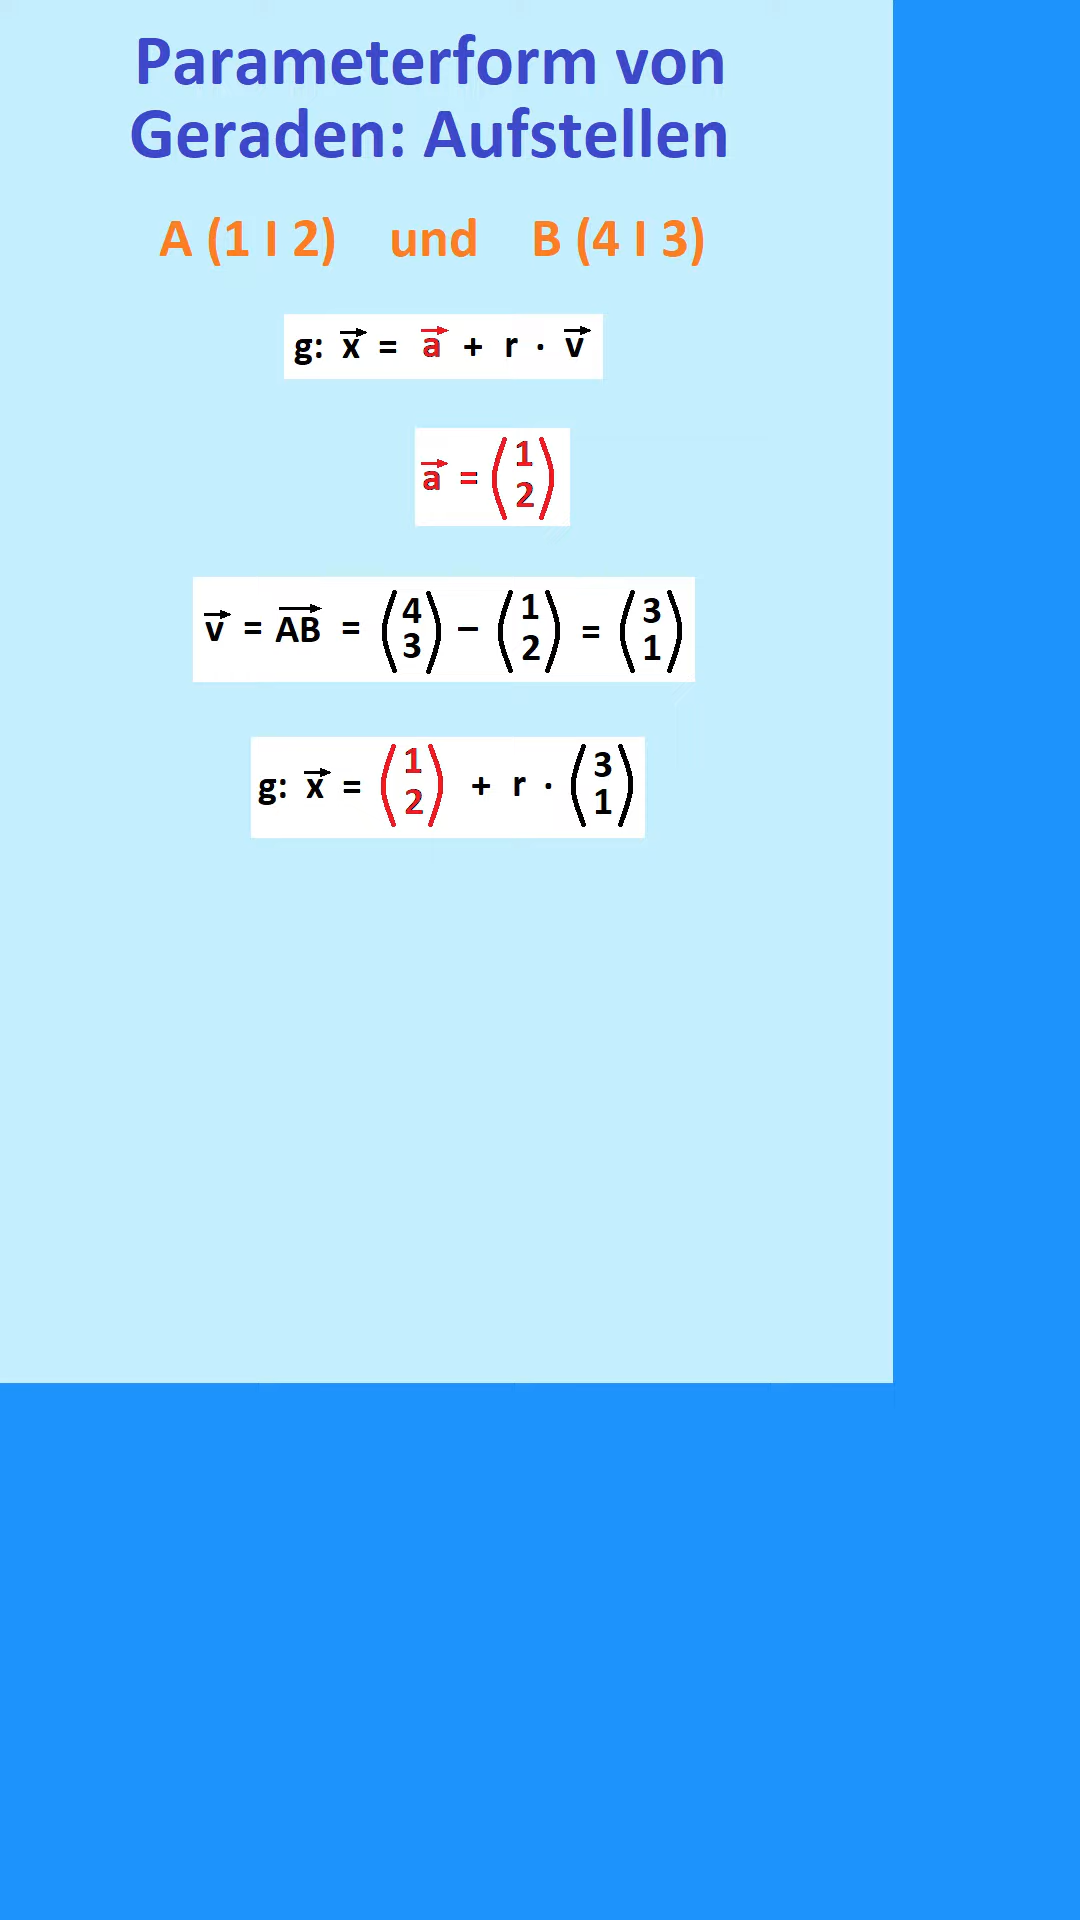 Parameterform von
Geraden: Aufstellen
A (1 I 2) und B (4 I 3)
g: x⃗ = a⃗ + r · v⃗
a⃗ = (1 2)
v⃗ = AB⃗ = (4 3) – (1 2) = (3 1)
g: x⃗ = (1 2) + r · (3 1)